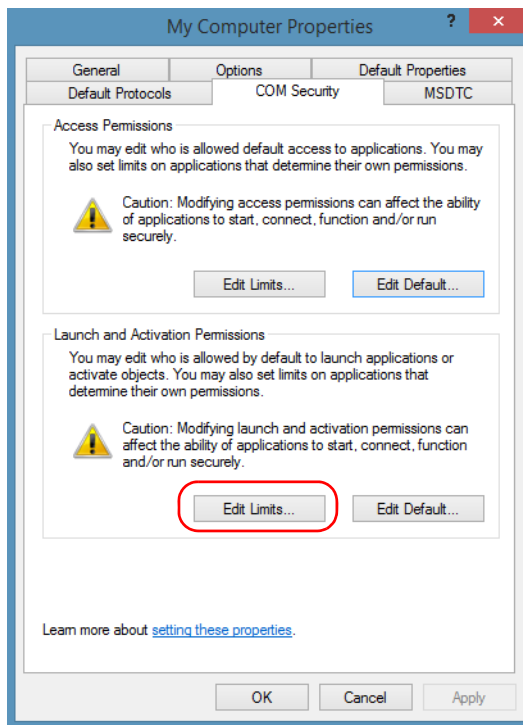 My Computer Properties
?
×
General
Options
Default Properties
Default Protocols
COM Security
MSDTC
Access Permissions
You may edit who is allowed default access to applications. You may
also set limits on applications that determine their own permissions.
Caution: Modifying access permissions can affect the ability
of applications to start, connect, function and/or run
securely.
Edit Limits...
Edit Default...
Launch and Activation Permissions
You may edit who is allowed by default to launch applications or
activate objects. You may also set limits on applications that
determine their own permissions.
Caution: Modifying launch and activation permissions can
affect the ability of applications to start, connect, function
and/or run securely.
Edit Limits...
Edit Default...
Learn more about setting these properties.
OK
Cancel
Apply